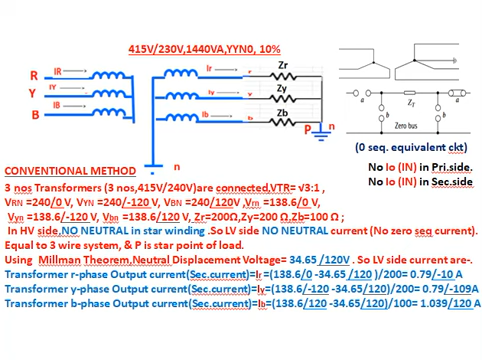 415V/230V,1440VA,YYN0, 10%
Zr
IR
Ir
r
R
IY
Iy
Zy
Y
IB
Ib
Zb
B
p
n
n
a
b
Z_T
b
a
Zero bus
(0 seq. equivalent ckt)
CONVENTIONAL METHOD
No Io (IN) in Pri.side.
No Io (IN) in Sec.side
3 nos Transformers (3 nos,415V/240V)are connected,VTR= √3:1 ,
VRN =240/0 V, VYN =240/-120 V, VBN =240/120V ,Vrn =138.6/0 V,
Vyn =138.6/-120 V, Vbn =138.6/120 V, Zr=200Ω,Zy=200 Ω,Zb=100 Ω ;
In HV side,NO NEUTRAL in star winding .So LV side NO NEUTRAL current (No zero seq current).
Equal to 3 wire system, & P is star point of load.
Using Millman Theorem,Neutral Displacement Voltage= 34.65 /120V . So LV side current are-.
Transformer r-phase Output current(Sec.current)=Ir=(138.6/0 -34.65 /120 )/200= 0.79/-10 A
Transformer y-phase Output current(Sec.current)=Iy=(138.6/-120 -34.65/120)/200= 0.79/-109A
Transformer b-phase Output current(Sec.current)=Ib=(138.6/120 -34.65/120)/100= 1.039/120 A